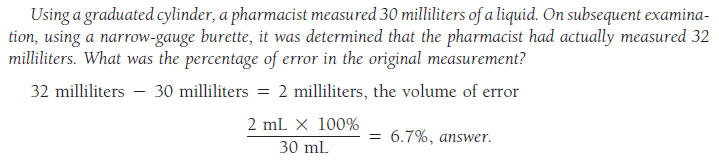 Using a graduated cylinder, a pharmacist measured 30 milliliters of a liquid. On subsequent examina-
tion, using a narrow-gauge burette, it was determined that the pharmacist had actually measured 32
milliliters. What was the percentage of error in the original measurement?
32 milliliters − 30 milliliters = 2 milliliters, the volume of error
2 mL × 100%
30 mL
= 6.7%, answer.